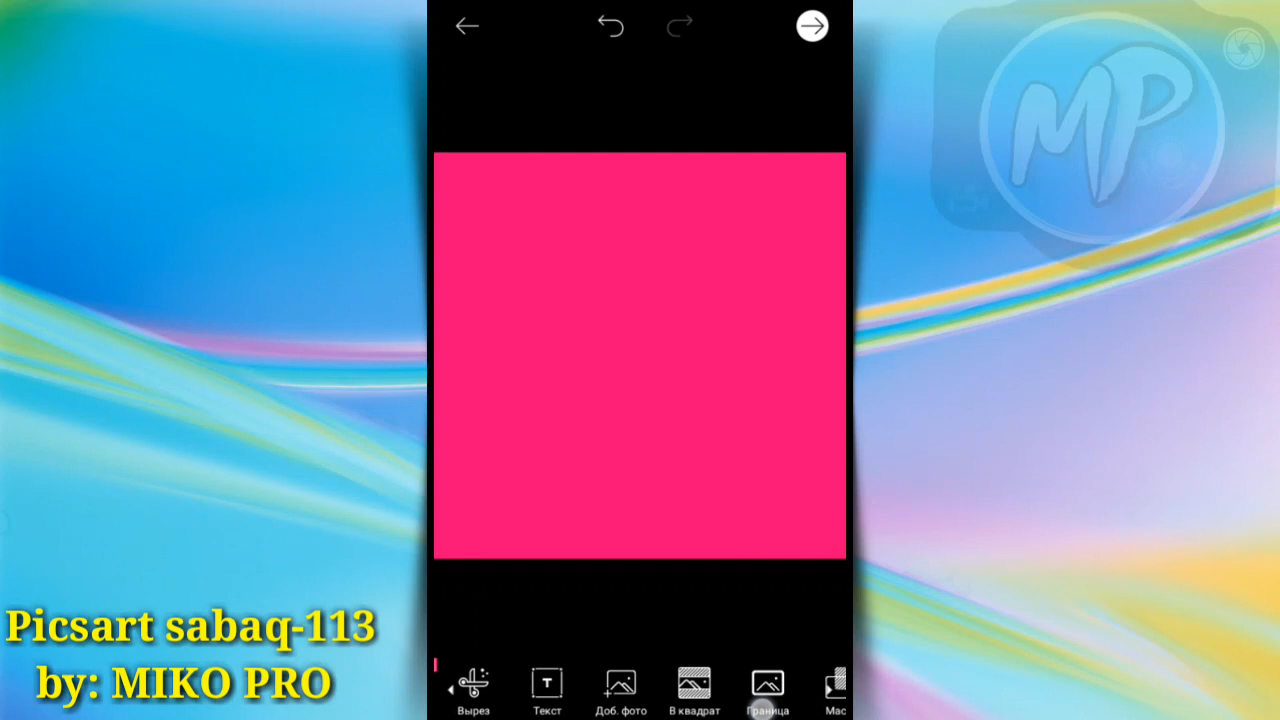 MP
Picsart sabaq-113
by: MIKO PRO
Вырез
T
Текст
Доб. фото
В квадрат
Граница
Мас